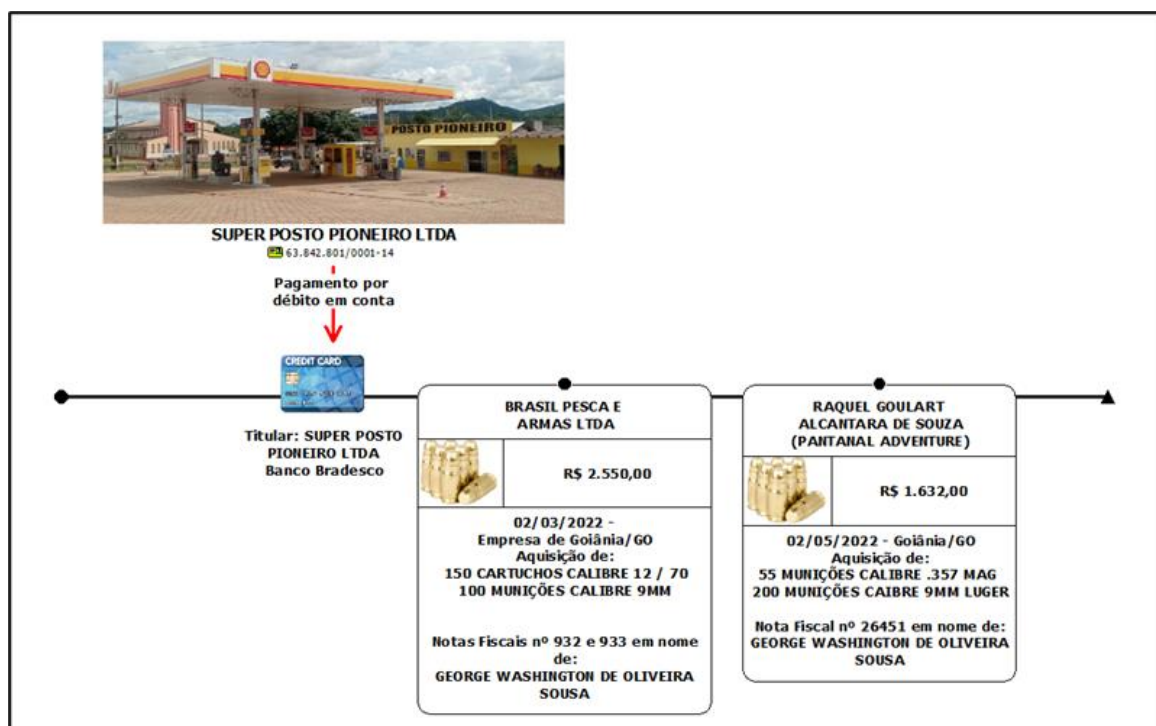 POSTO PIONEIRO
SUPER POSTO PIONEIRO LTDA
63.842.801/0001-14
Pagamento por
débito em conta
CREDIT CARD
Titular: SUPER POSTO
PIONEIRO LTDA
Banco Bradesco
BRASIL PESCA E
ARMAS LTDA
R$ 2.550,00
02/03/2022 -
Empresa de Goiânia/GO
Aquisição de:
150 CARTUCHOS CALIBRE 12 / 70
100 MUNIÇÕES CALIBRE 9MM
Notas Fiscais nº 932 e 933 em nome
de:
GEORGE WASHINGTON DE OLIVEIRA
SOUSA
RAQUEL GOULART
ALCANTARA DE SOUZA
(PANTANAL ADVENTURE)
R$ 1.632,00
02/05/2022 - Goiânia/GO
Aquisição de:
55 MUNIÇÕES CALIBRE .357 MAG
200 MUNIÇÕES CAIBRE 9MM LUGER
Nota Fiscal nº 26451 em nome de:
GEORGE WASHINGTON DE OLIVEIRA
SOUSA